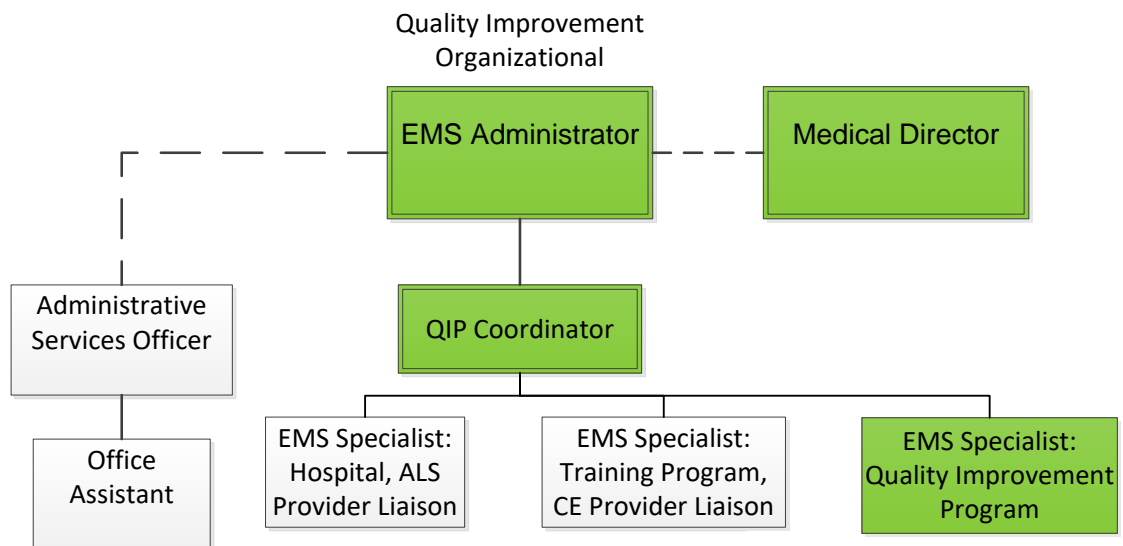 Quality Improvement
Organizational
EMS Administrator
Medical Director
Administrative
Services Officer
QIP Coordinator
Office
Assistant
EMS Specialist:
Hospital, ALS
Provider Liaison
EMS Specialist:
Training Program,
CE Provider Liaison
EMS Specialist:
Quality Improvement
Program